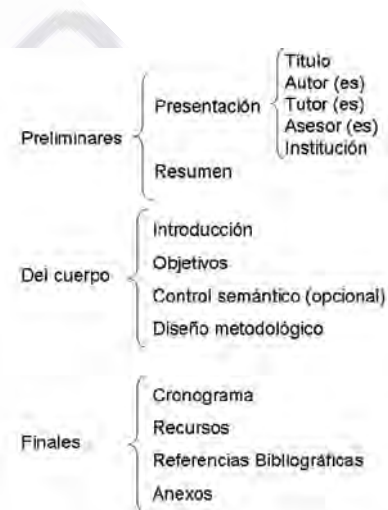 Título
Autor (es)
Presentación
Tutor (es)
Asesor (es)
Institución
Preliminares
Resumen
Introducción
Objetivos
Del cuerpo
Control semántico (opcional)
Diseño metodológico
Cronograma
Recursos
Finales
Referencias Bibliográficas
Anexos